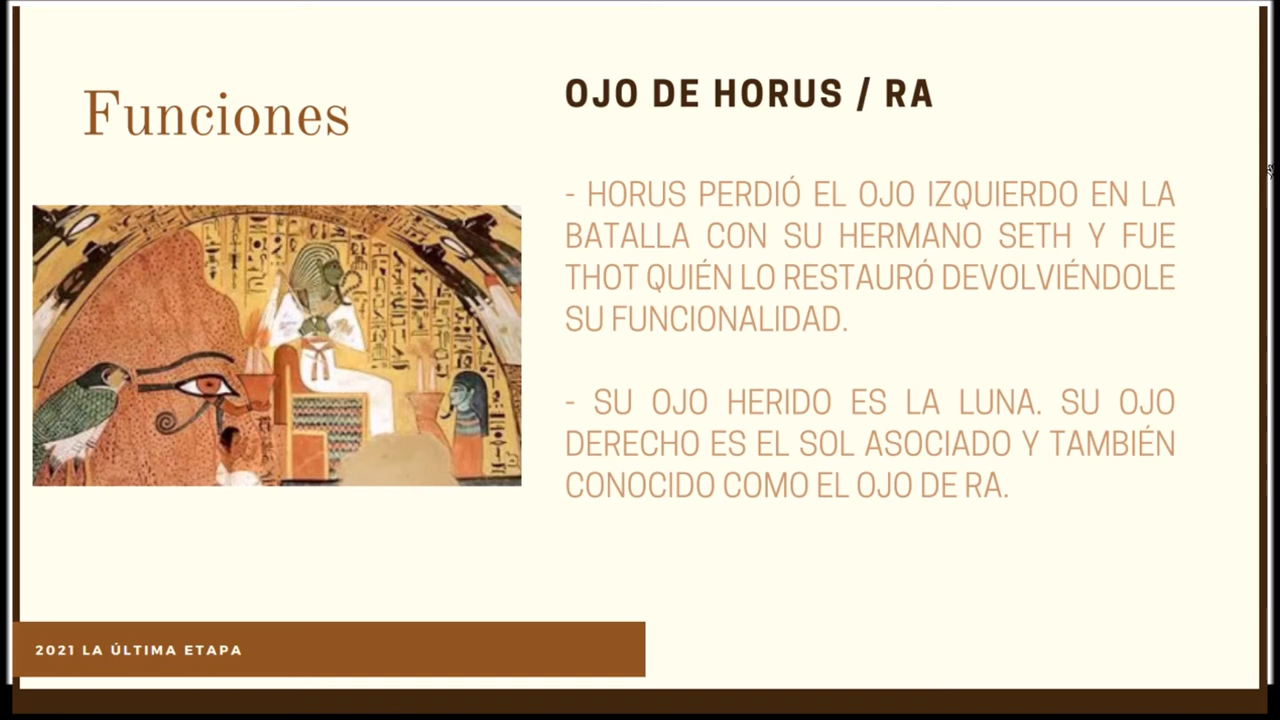 Funciones
OJO DE HORUS / RA
- HORUS PERDIÓ EL OJO IZQUIERDO EN LA
BATALLA CON SU HERMANO SETH Y FUE
THOT QUIÉN LO RESTAURÓ DEVOLVIÉNDOLE
SU FUNCIONALIDAD.
- SU OJO HERIDO ES LA LUNA. SU OJO
DERECHO ES EL SOL ASOCIADO Y TAMBIÉN
CONOCIDO COMO EL OJO DE RA.
2021 LA ÚLTIMA ETAPA